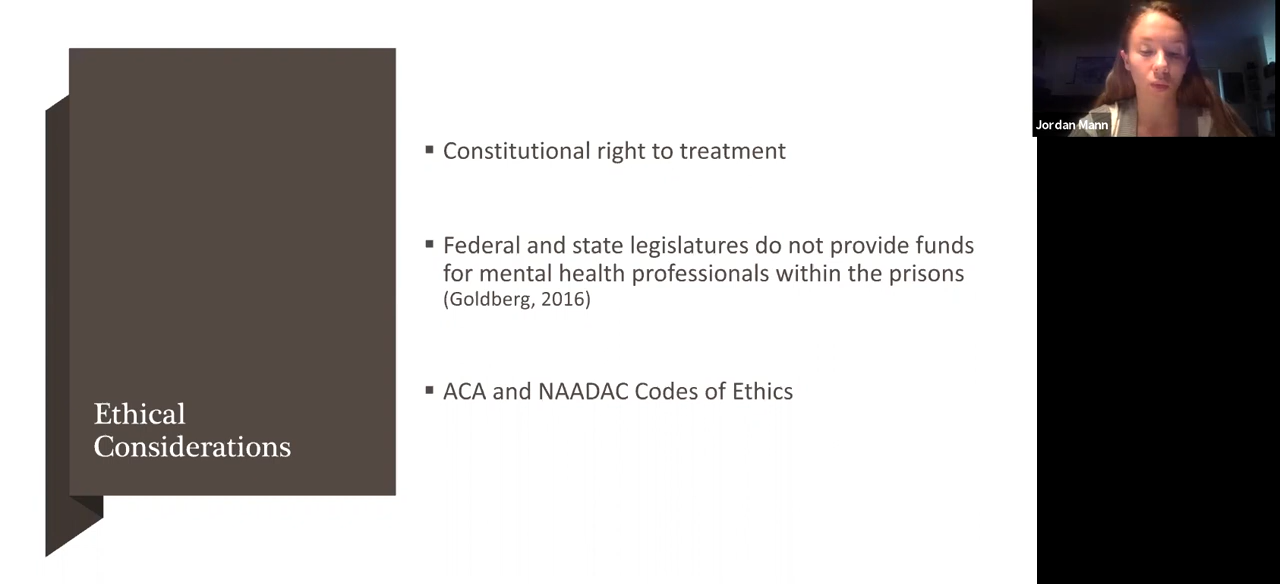 Ethical
Considerations
▪ Constitutional right to treatment
▪ Federal and state legislatures do not provide funds
for mental health professionals within the prisons
(Goldberg, 2016)
▪ ACA and NAADAC Codes of Ethics
Jordan Mann